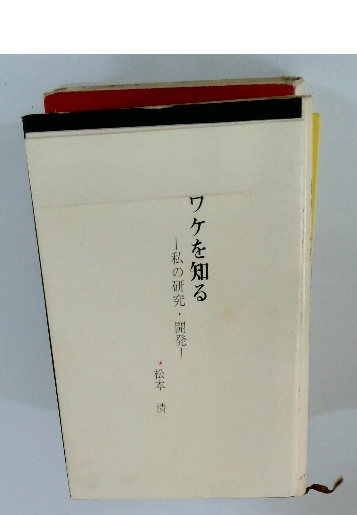 ワケを知る
―私の研究・開発―
松本 清